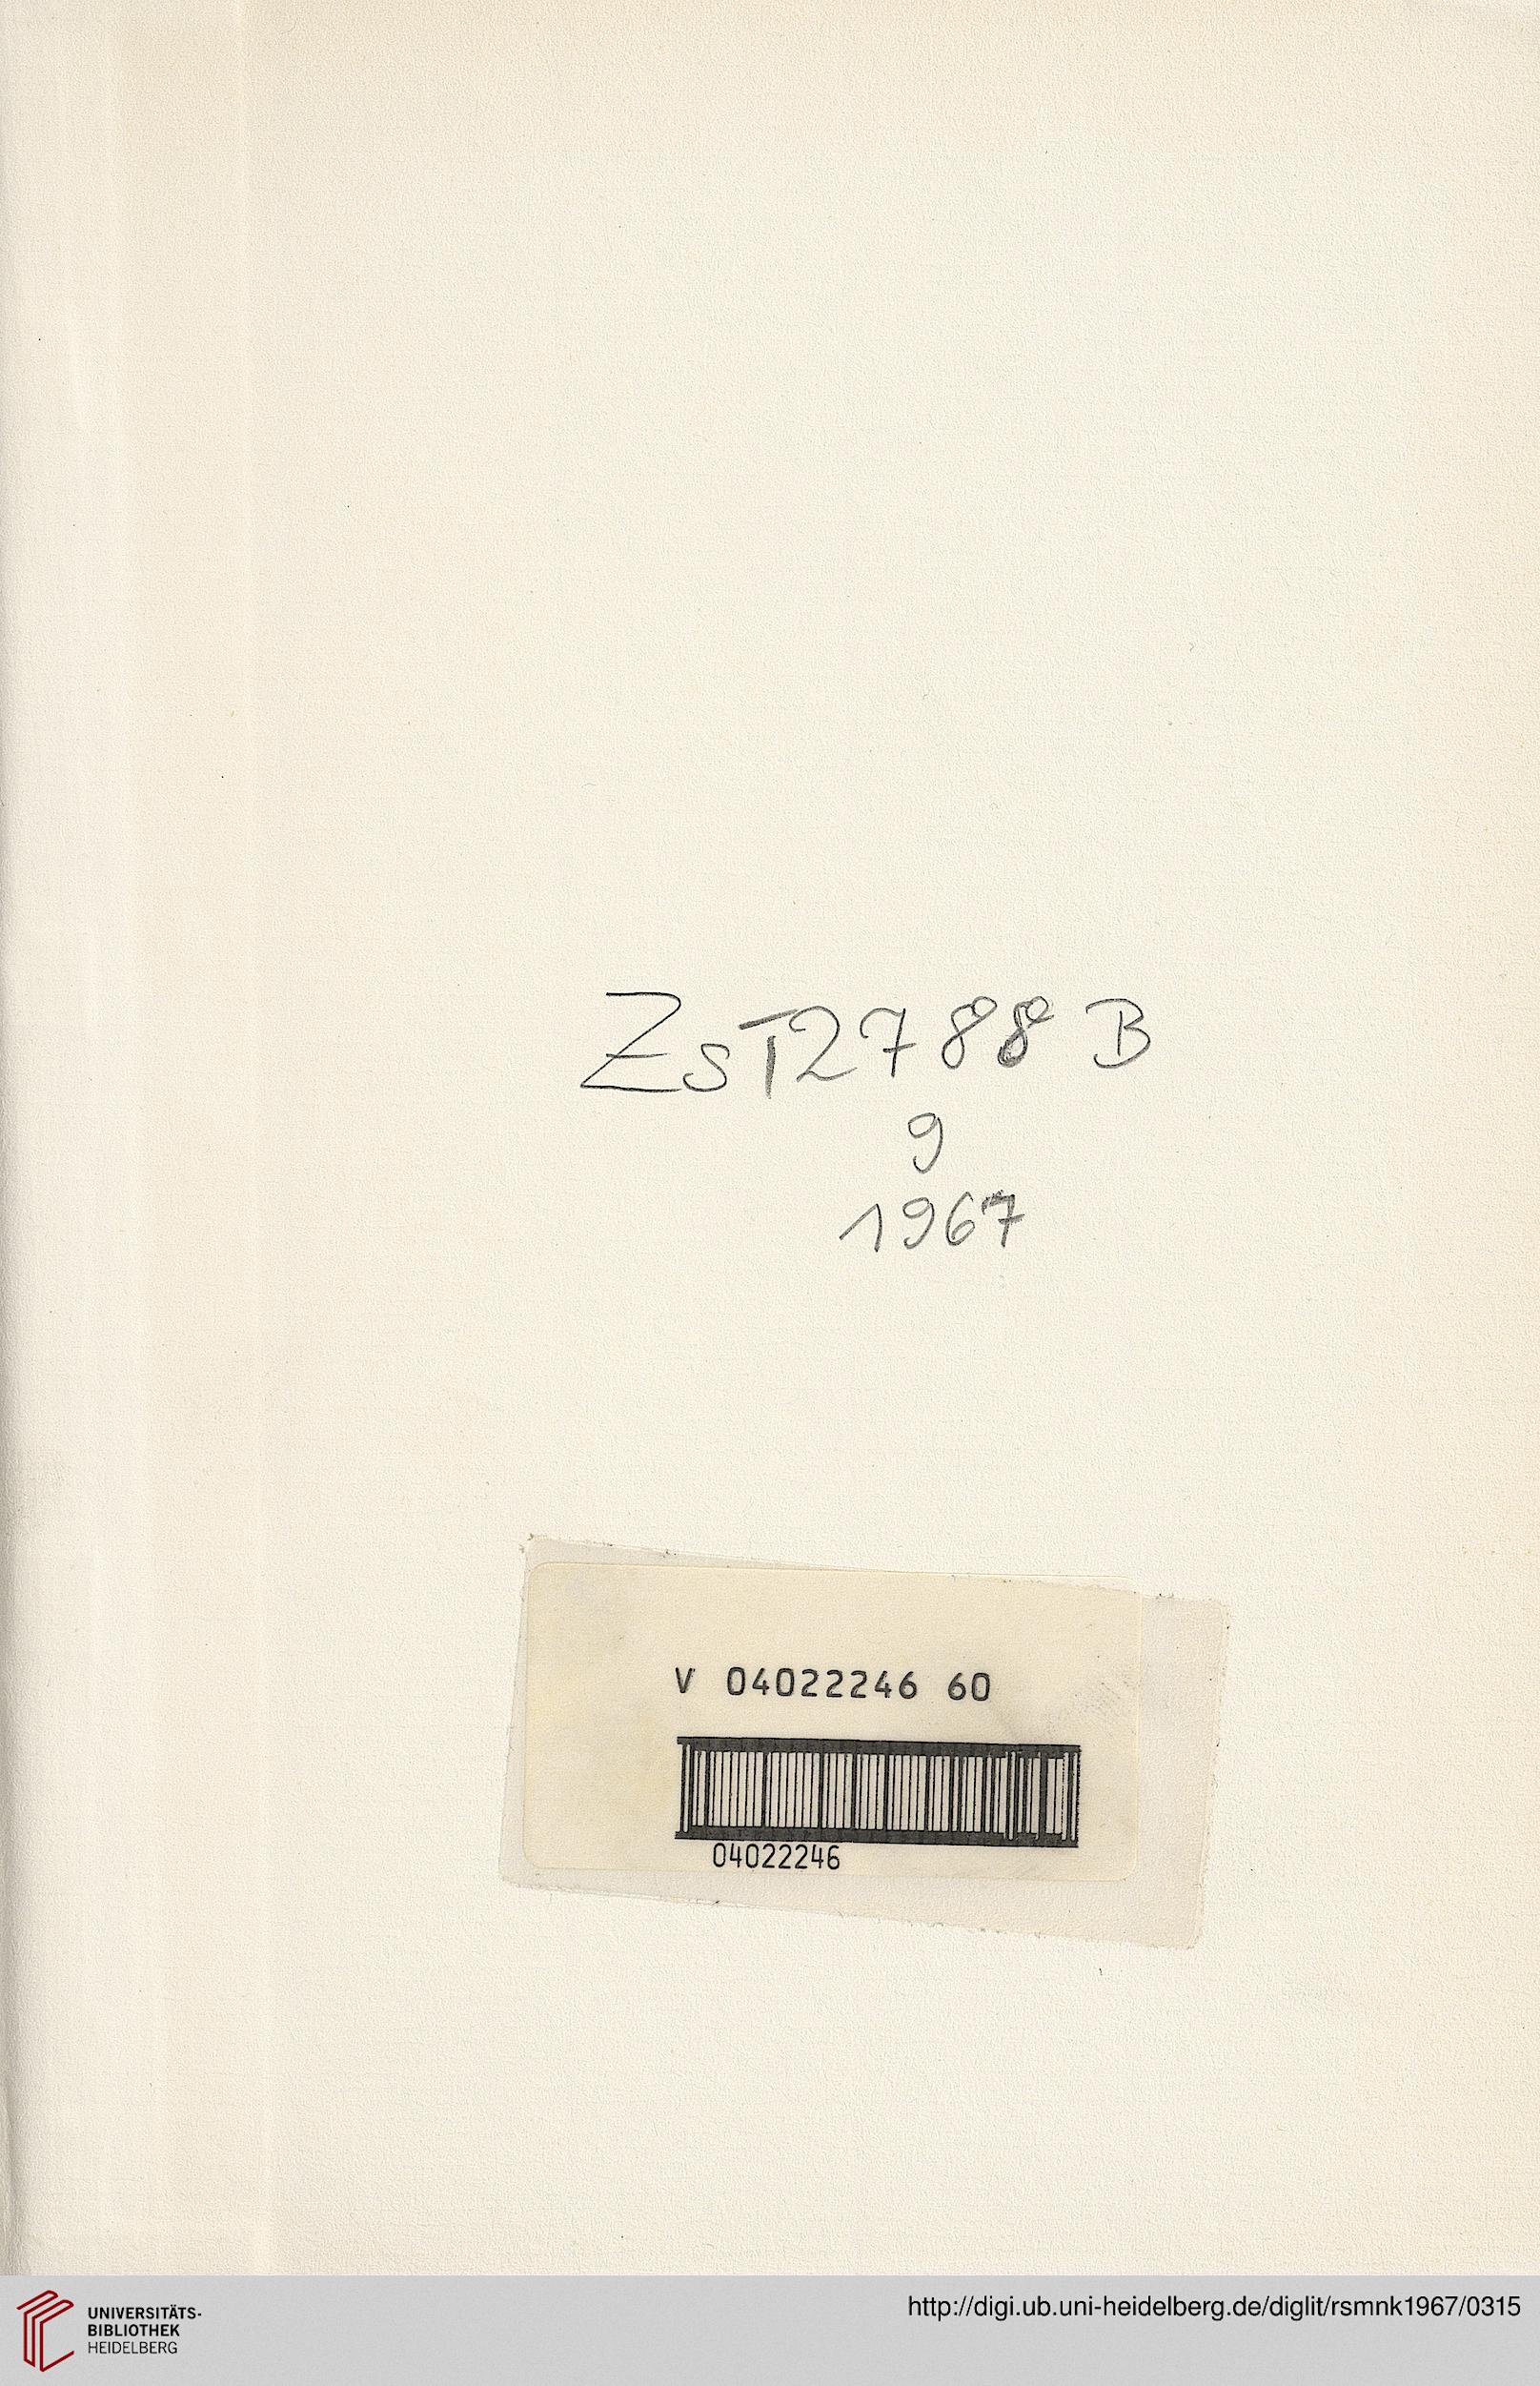 ZsT2788 B
9
1967
V 04022246 60
04022246
UNIVERSITÄTS-
BIBLIOTHEK
HEIDELBERG
http://digi.ub.uni-heidelberg.de/diglit/rsmnk1967/0315